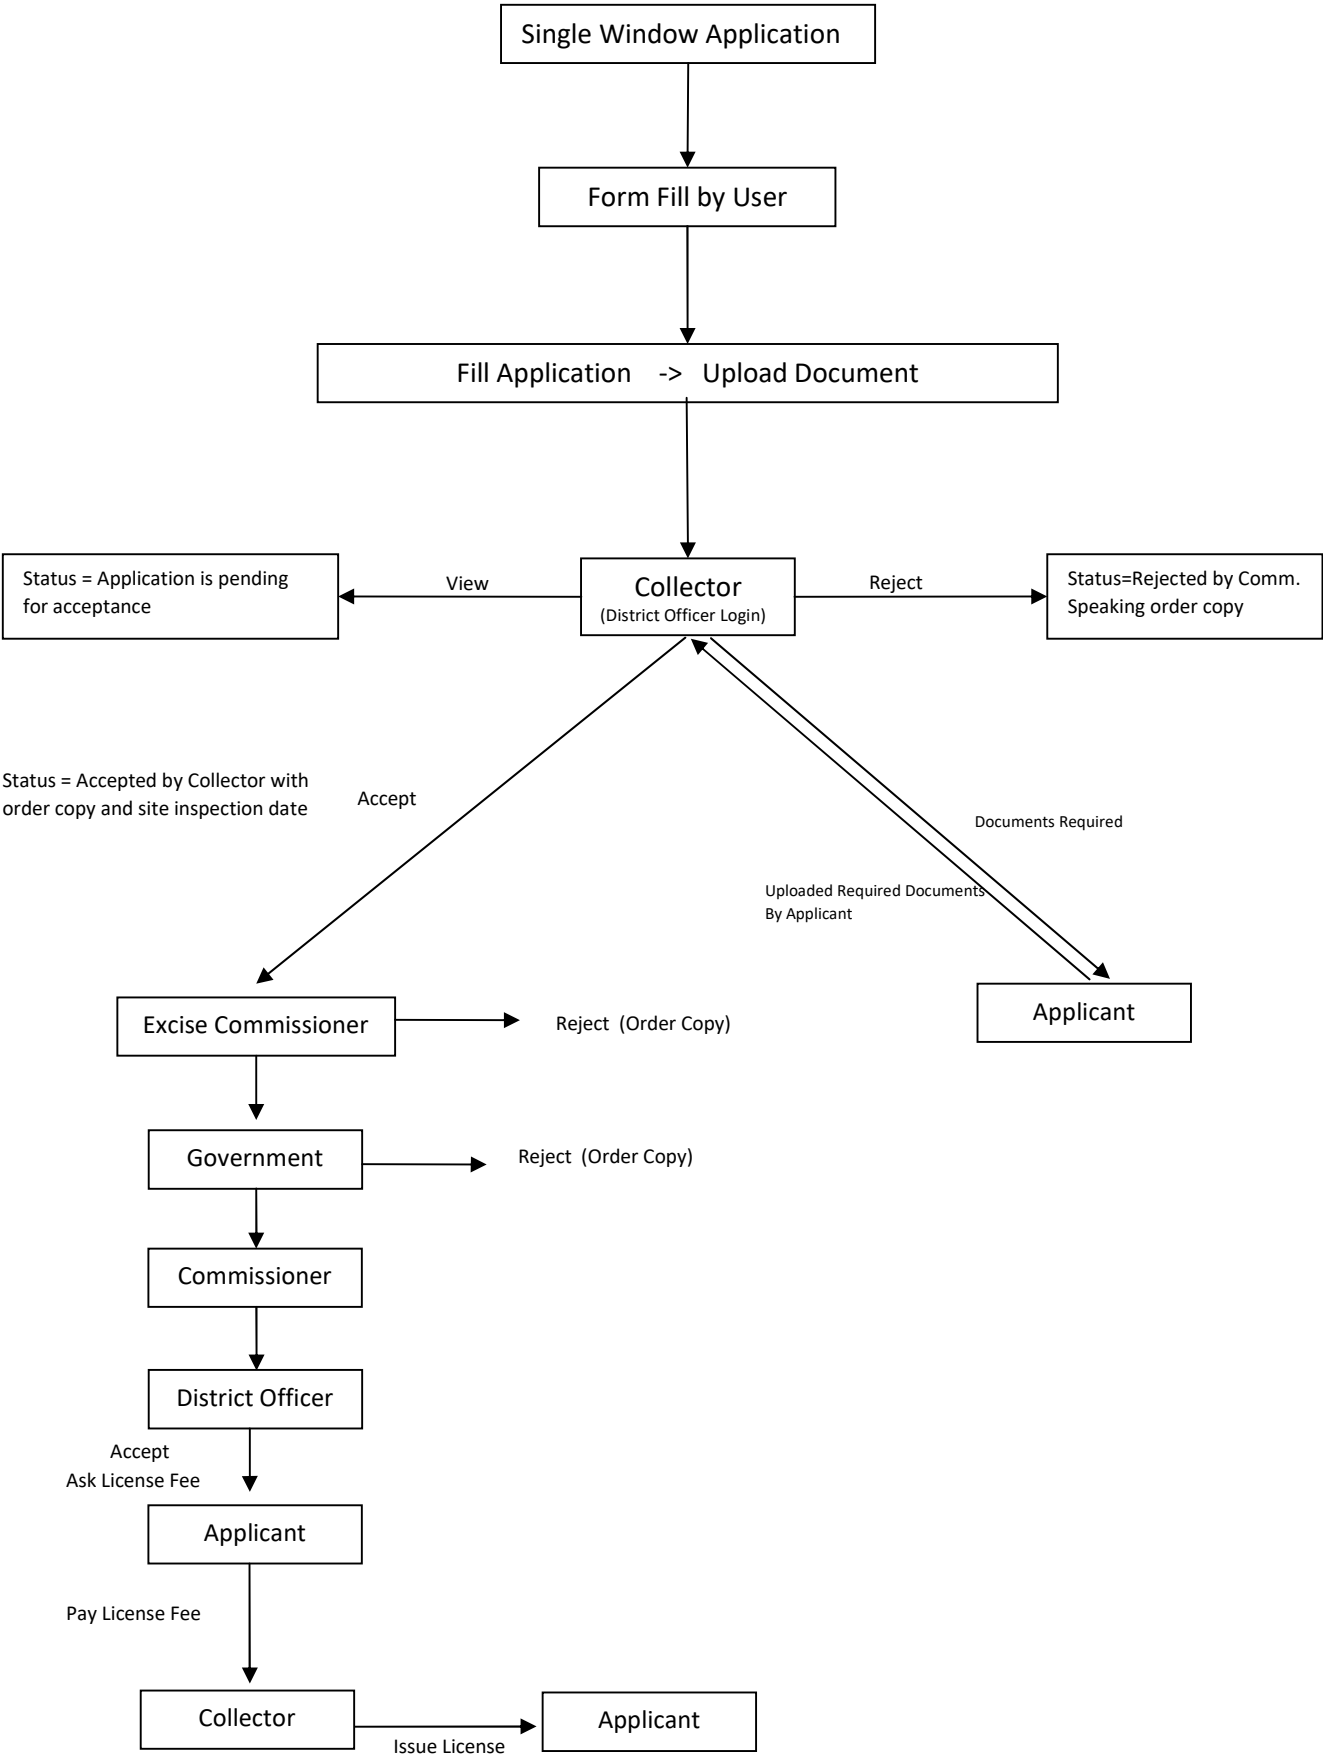 Single Window Application
Form Fill by User
Fill Application -> Upload Document
Status = Application is pending
for acceptance
View
Collector
(District Officer Login)
Reject
Status=Rejected by Comm.
Speaking order copy
Status = Accepted by Collector with
order copy and site inspection date
Accept
Documents Required
Uploaded Required Documents
By Applicant
Excise Commissioner
Reject (Order Copy)
Applicant
Government
Reject (Order Copy)
Commissioner
District Officer
Accept
Ask License Fee
Applicant
Pay License Fee
Collector
Issue License
Applicant